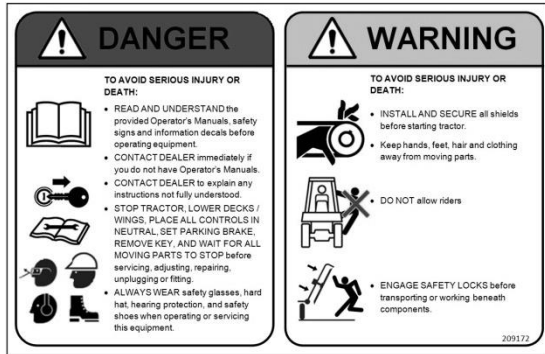 DANGER
TO AVOID SERIOUS INJURY OR
DEATH:
• READ AND UNDERSTAND the
provided Operator's Manuals, safety
signs and information decals before
operating equipment.
• CONTACT DEALER immediately if
you do not have Operator's Manuals.
• CONTACT DEALER to explain any
instructions not fully understood.
• STOP TRACTOR, LOWER DECKS /
WINGS, PLACE ALL CONTROLS IN
NEUTRAL, SET PARKING BRAKE,
REMOVE KEY, AND WAIT FOR ALL
MOVING PARTS TO STOP before
servicing, adjusting, repairing,
unplugging or fitting.
• ALWAYS WEAR safety glasses, hard
hat, hearing protection, and safety
shoes when operating or servicing
this equipment.
WARNING
TO AVOID SERIOUS INJURY OR
DEATH:
• INSTALL AND SECURE all shields
before starting tractor.
• Keep hands, feet, hair and clothing
away from moving parts.
• DO NOT allow riders
• ENGAGE SAFETY LOCKS before
transporting or working beneath
components.
209172